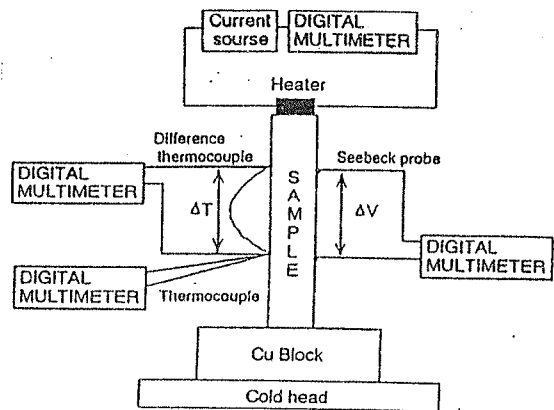 Current
sourse
DIGITAL
MULTIMETER
Heater
Difference
thermocouple
Seebeck probe
DIGITAL
MULTIMETER
ΔT
SAMPLE
ΔV
DIGITAL
MULTIMETER
DIGITAL
MULTIMETER
Thermocouple
Cu Block
Cold head